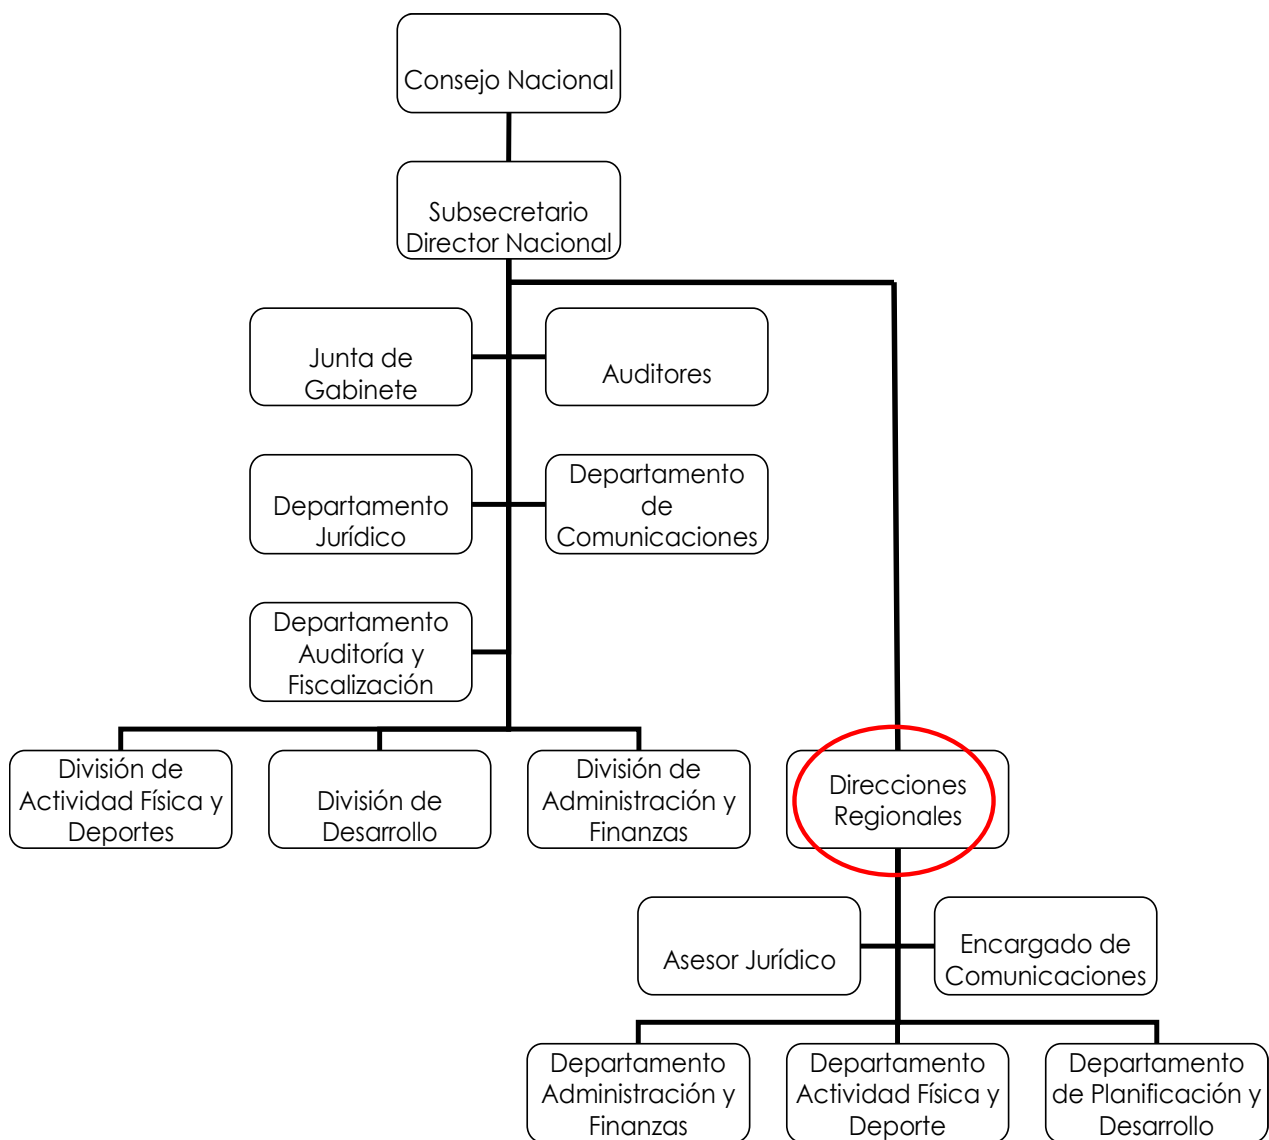 Consejo Nacional
Subsecretario
Director Nacional
Junta de
Gabinete
Auditores
Departamento
Jurídico
Departamento
de
Comunicaciones
Departamento
Auditoría y
Fiscalización
División de
Actividad Física y
Deportes
División de
Desarrollo
División de
Administración y
Finanzas
Direcciones
Regionales
Asesor Jurídico
Encargado de
Comunicaciones
Departamento
Administración y
Finanzas
Departamento
Actividad Física y
Deporte
Departamento
de Planificación y
Desarrollo